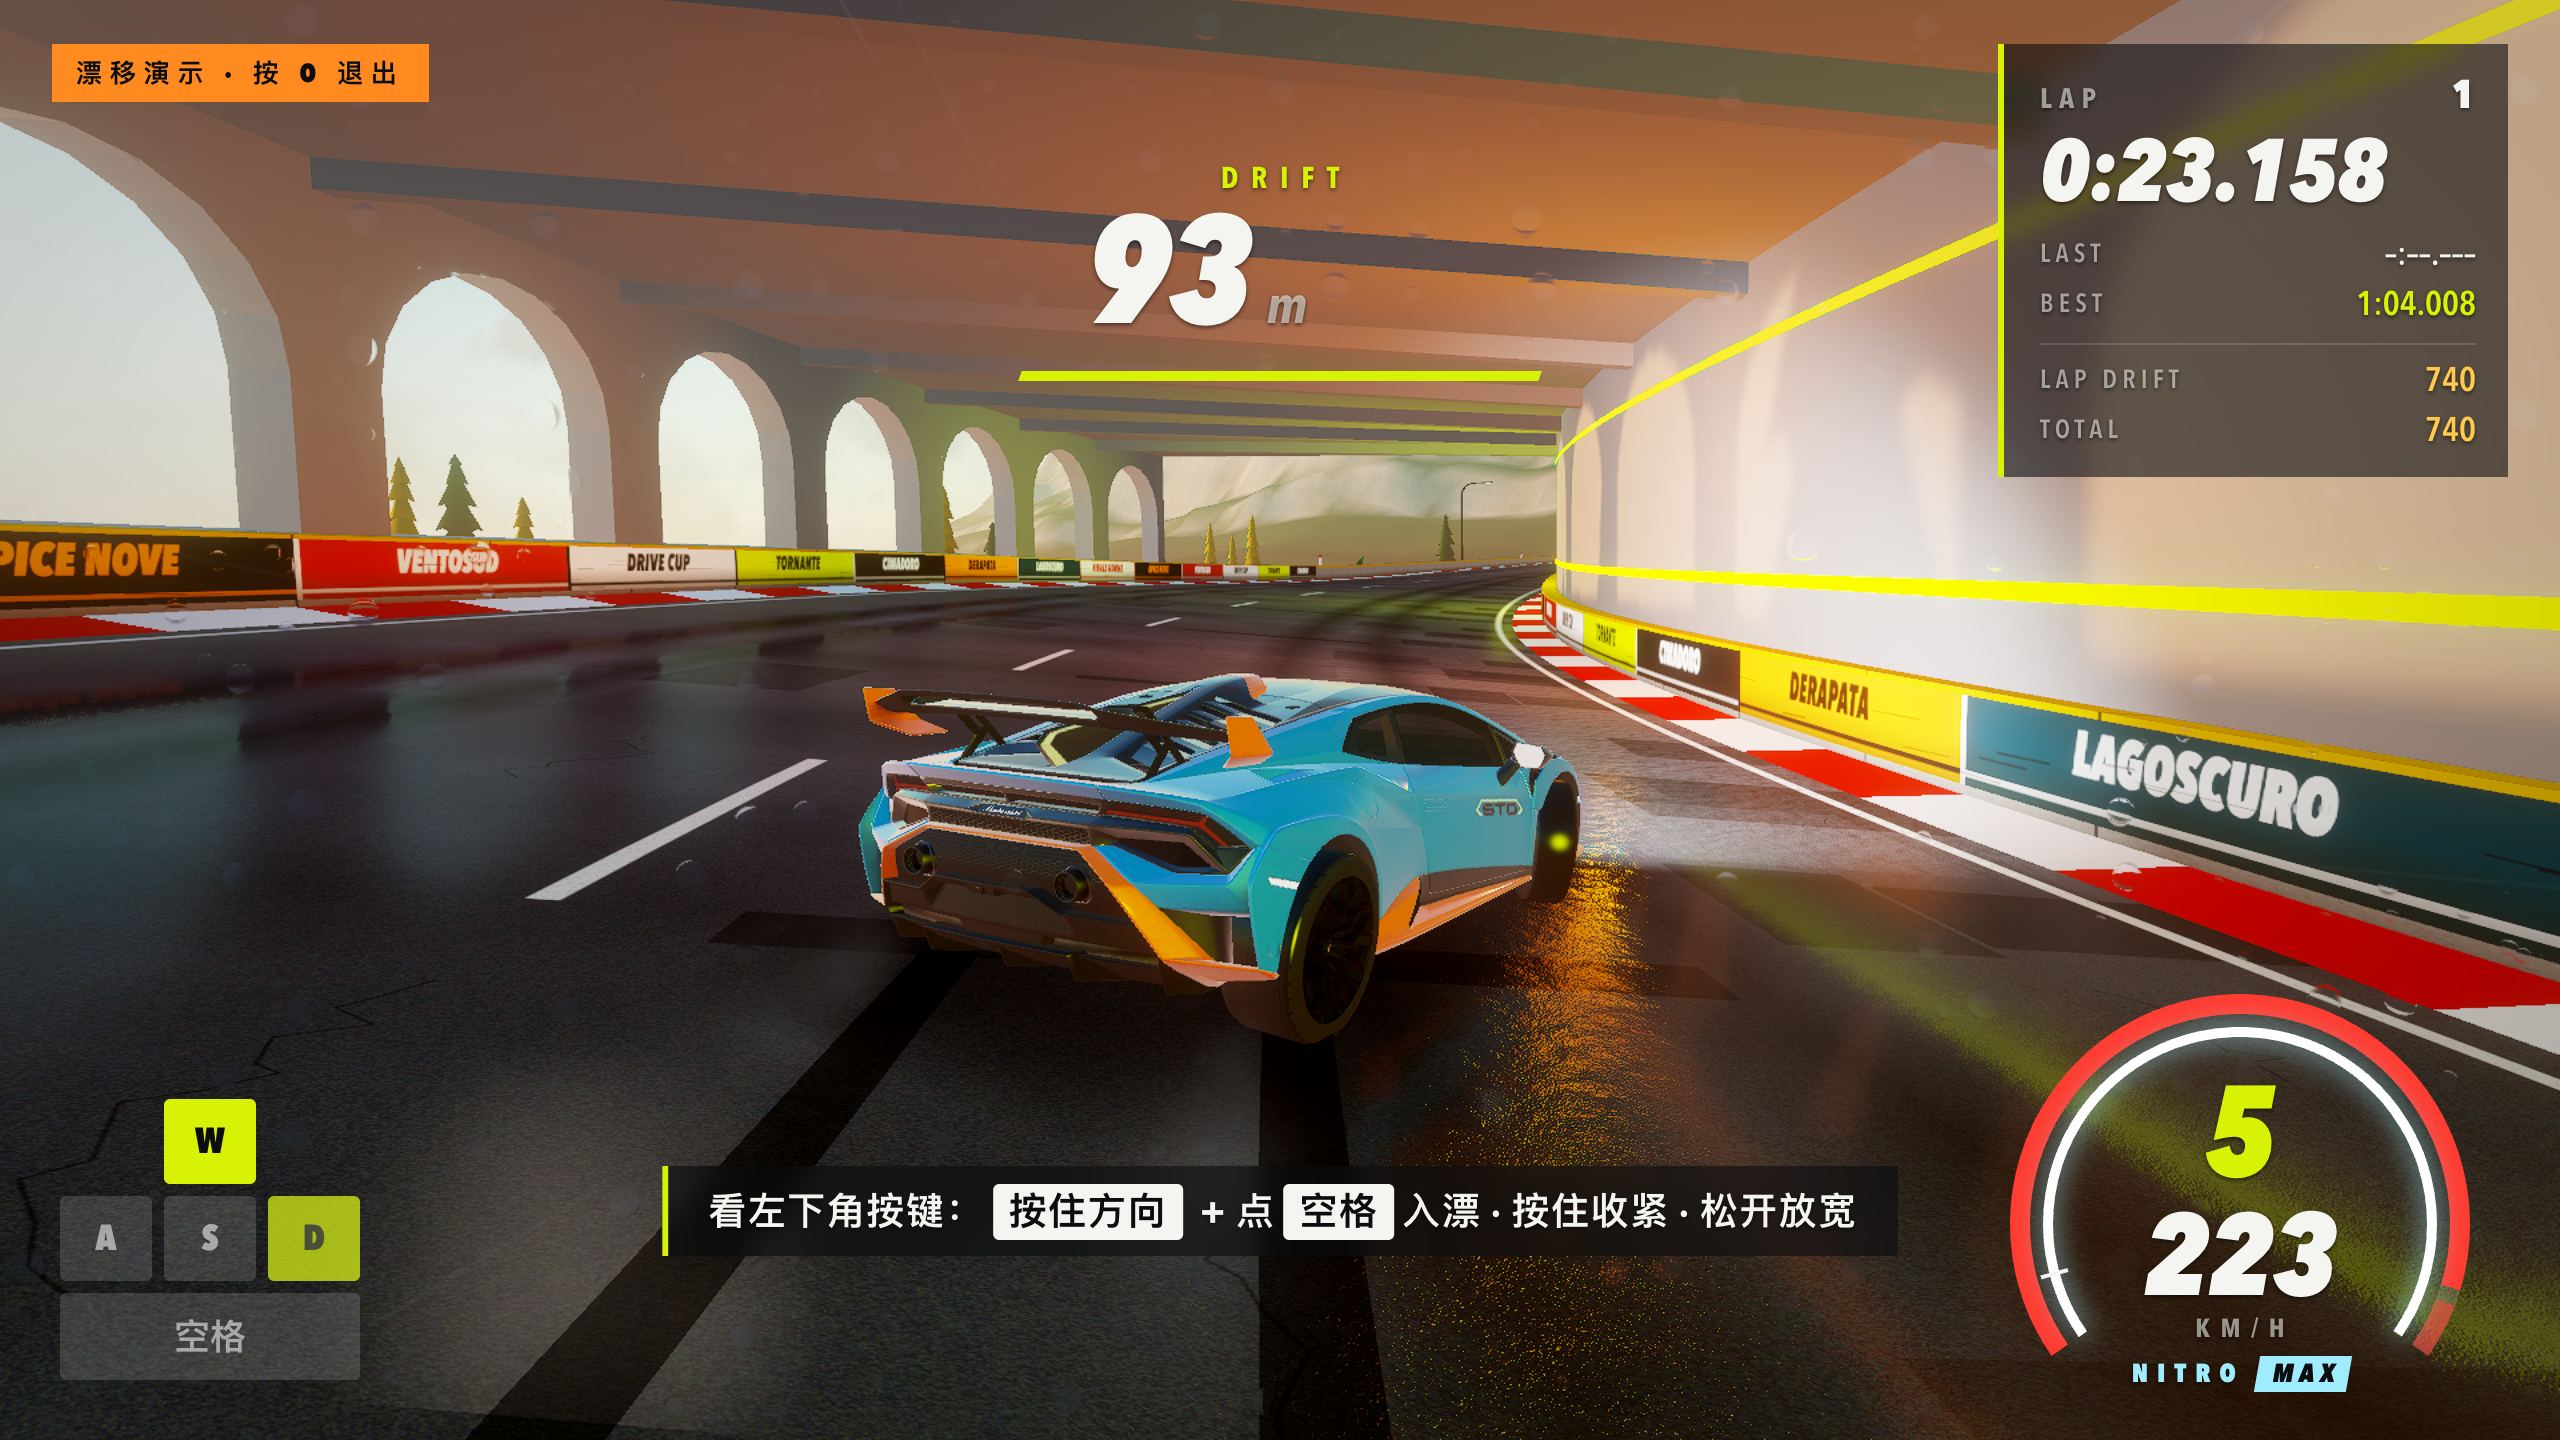 漂移演示 · 按 0 退出
LAP 1
0:23.158
LAST -:--.---
BEST 1:04.008
LAP DRIFT 740
TOTAL 740
DRIFT
93 m
PICE NOVE
VENTOSUD
DRIVE CUP
TORNANTE
CIMADORO
DERAPATA
LAGOSCURO
TORNANTE
CIMADORO
DERAPATA
LAGOSCURO
STO
W
A S D
空格
看左下角按键： 按住方向 + 点 空格 入漂 · 按住收紧 · 松开放宽
5
223
KM/H
NITRO MAX